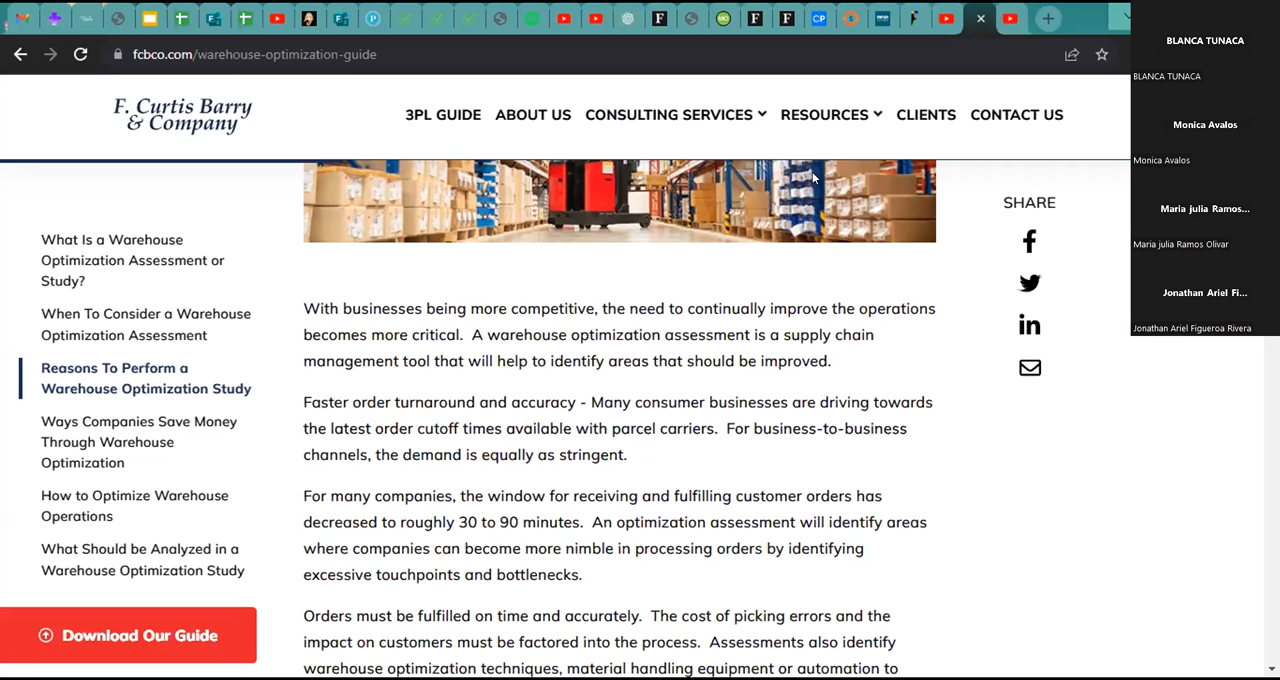 fcbco.com/warehouse-optimization-guide
BLANCA TUNACA
BLANCA TUNACA
Monica Avalos
Monica Avalos
Maria julia Ramos...
Maria julia Ramos Olivar
Jonathan Ariel Fi...
Jonathan Ariel Figueroa Rivera
F. Curtis Barry
& Company
3PL GUIDE ABOUT US CONSULTING SERVICES RESOURCES CLIENTS CONTACT US
What Is a Warehouse
Optimization Assessment or
Study?
When To Consider a Warehouse
Optimization Assessment
Reasons To Perform a
Warehouse Optimization Study
Ways Companies Save Money
Through Warehouse
Optimization
How to Optimize Warehouse
Operations
What Should be Analyzed in a
Warehouse Optimization Study
Download Our Guide
With businesses being more competitive, the need to continually improve the operations
becomes more critical. A warehouse optimization assessment is a supply chain
management tool that will help to identify areas that should be improved.
Faster order turnaround and accuracy - Many consumer businesses are driving towards
the latest order cutoff times available with parcel carriers. For business-to-business
channels, the demand is equally as stringent.
For many companies, the window for receiving and fulfilling customer orders has
decreased to roughly 30 to 90 minutes. An optimization assessment will identify areas
where companies can become more nimble in processing orders by identifying
excessive touchpoints and bottlenecks.
Orders must be fulfilled on time and accurately. The cost of picking errors and the
impact on customers must be factored into the process. Assessments also identify
warehouse optimization techniques, material handling equipment or automation to
SHARE